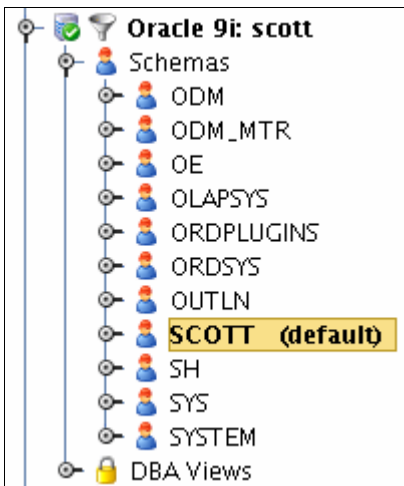 Oracle 9i: scott
Schemas
ODM
ODM_MTR
OE
OLAPSYS
ORDPLUGINS
ORDSYS
OUTLN
SCOTT (default)
SH
SYS
SYSTEM
DBA Views